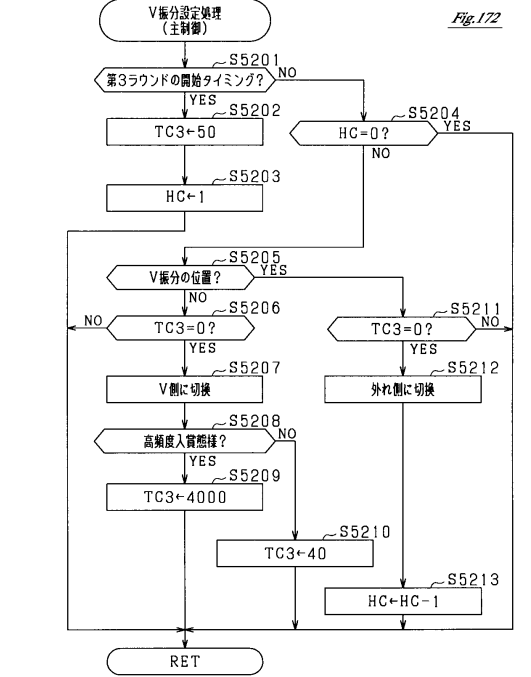 Fig.172
V振分設定処理
(主制御)
S5201
第3ラウンドの開始タイミング?
NO
YES
S5202
TC3←50
S5203
HC←1
S5204
HC=0?
YES
NO
S5205
V振分の位置?
YES
NO
S5206
TC3=0?
NO
YES
S5207
V側に切換
S5208
高頻度入賞態様?
NO
YES
S5209
TC3←4000
S5210
TC3←40
S5211
TC3=0?
NO
YES
S5212
外れ側に切換
S5213
HC←HC-1
RET